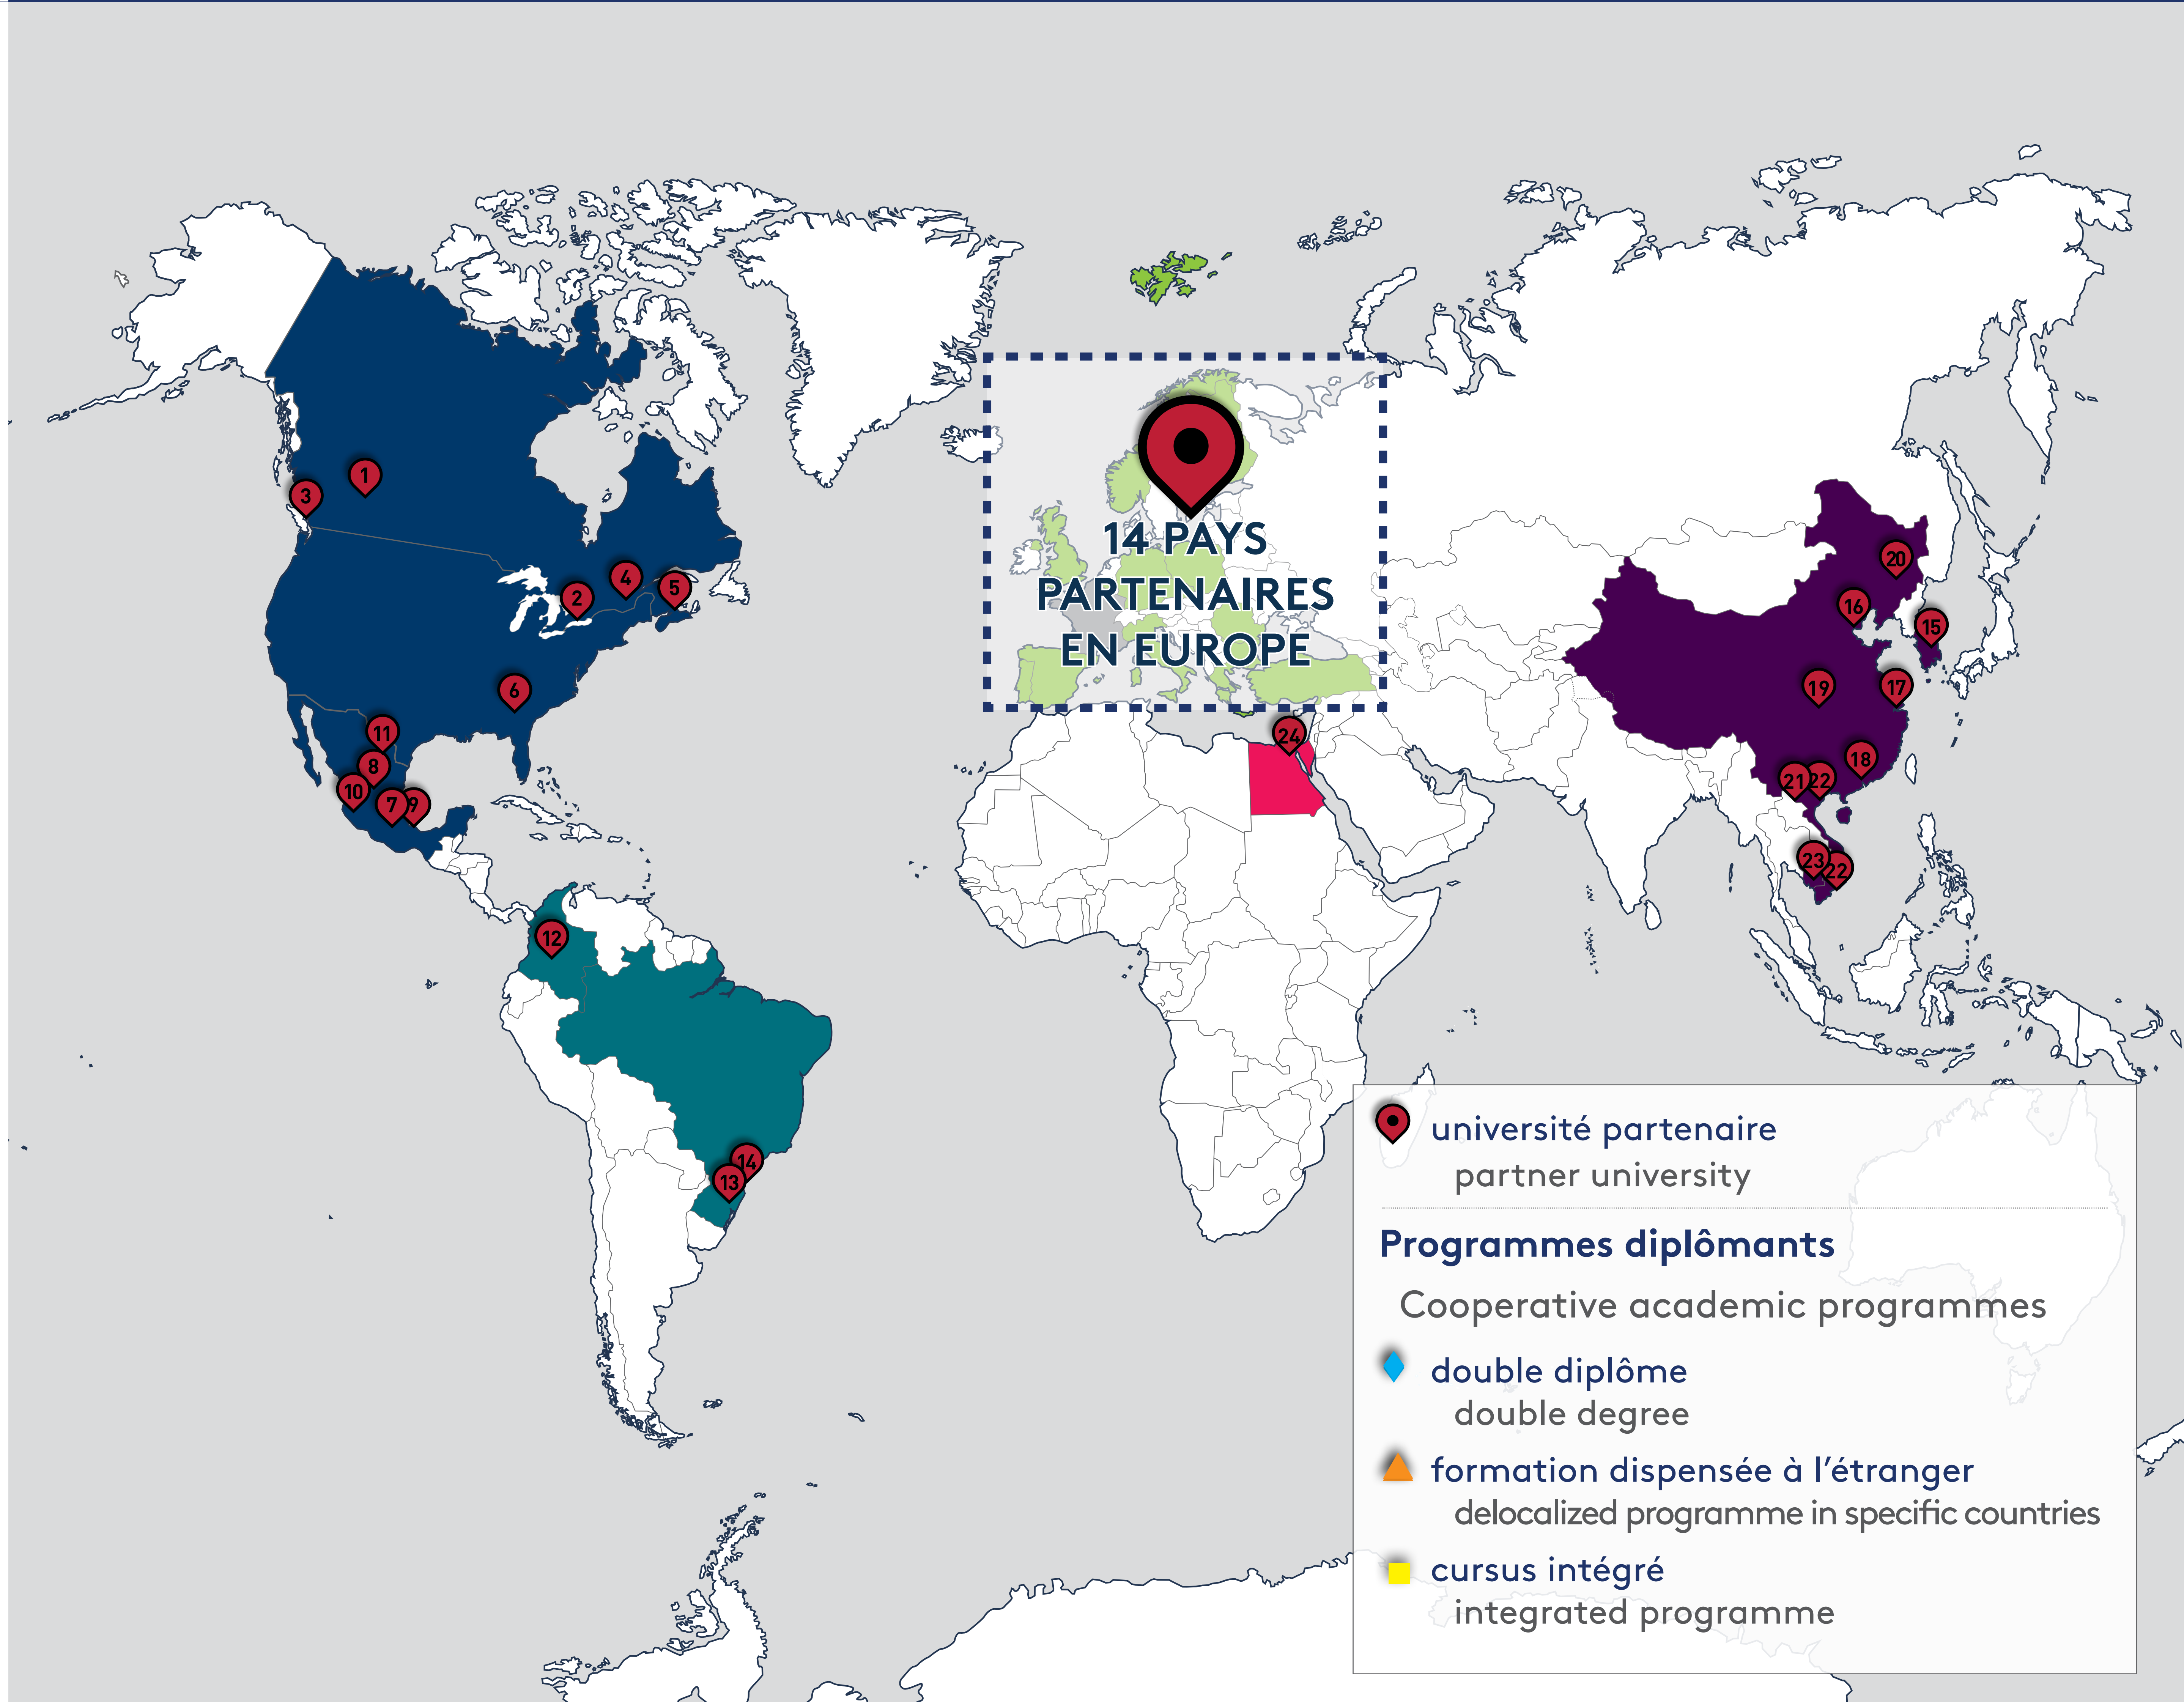 1
3
4
5
2
6
11
8
10
7
9
12
14
13
14 PAYS
PARTENAIRES
EN EUROPE
24
20
16
15
19
17
18
21
22
23
22
université partenaire
partner university
Programmes diplômants
Cooperative academic programmes
double diplôme
double degree
formation dispensée à l'étranger
delocalized programme in specific countries
cursus intégré
integrated programme